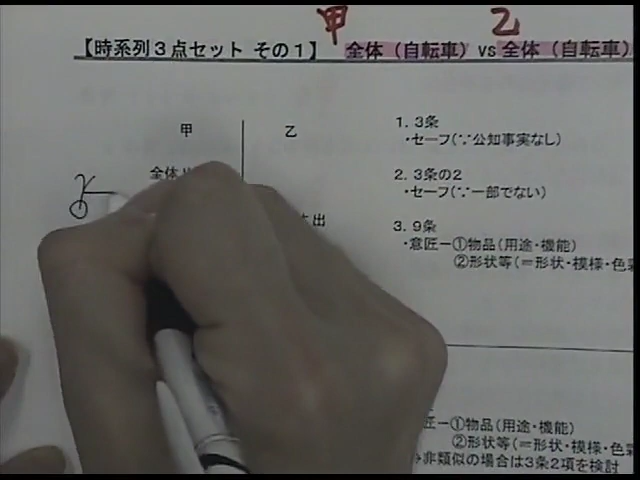 甲 乙
【時系列３点セット その１】 全体（自転車） vs 全体（自転車）
甲 乙
全体
出
1. 3条
・セーフ（∵公知事実なし）
2. 3条の2
・セーフ（∵一部でない）
3. 9条
・意匠ー①物品（用途・機能）
②形状等（＝形状・模様・色彩
①物品（用途・機能）
②形状等（＝形状・模様・色彩
非類似の場合は3条2項を検討